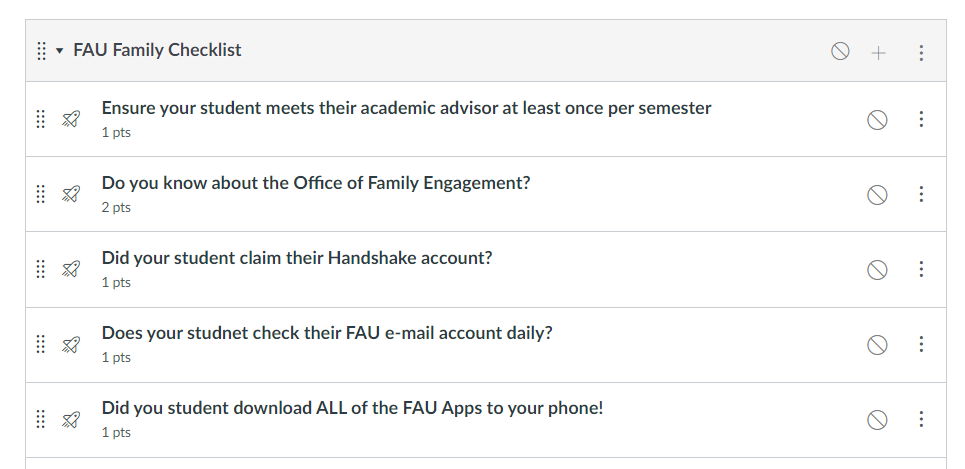 FAU Family Checklist
Ensure your student meets their academic advisor at least once per semester
1 pts
Do you know about the Office of Family Engagement?
2 pts
Did your student claim their Handshake account?
1 pts
Does your studnet check their FAU e-mail account daily?
1 pts
Did you student download ALL of the FAU Apps to your phone!
1 pts